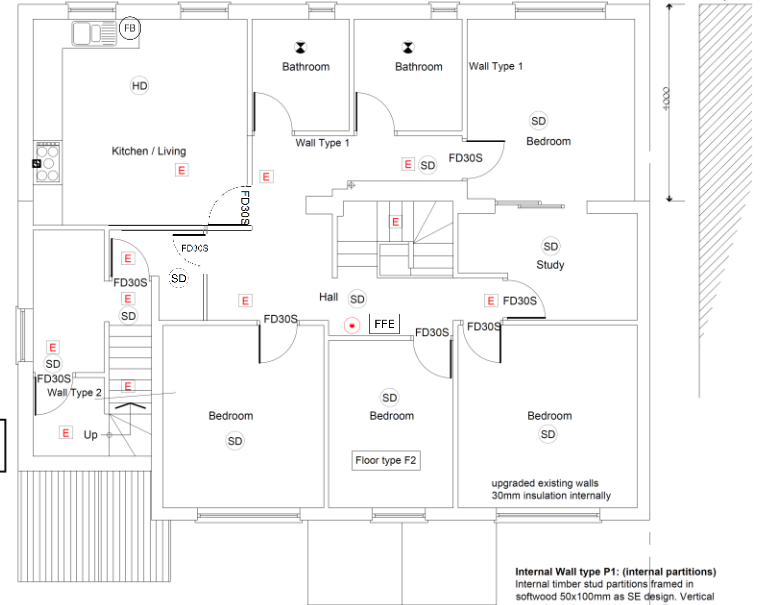 FB
HD
Bathroom
Bathroom
Wall Type 1
4000
SD
Bedroom
Wall Type 1
Kitchen / Living
E
E
E
SD
FD30S
FD30S
E
FD30S
SD
Study
E
SD
FD30S
E
SD
E
Hall
SD
E
FD30S
FD30S
FFE
FD30S
FD30S
E
SD
FD30S
Wall Type 2
E
E
Up
Bedroom
SD
SD
Bedroom
Floor type F2
Bedroom
SD
upgraded existing walls
30mm insulation internally
Internal Wall type P1: (internal partitions)
Internal timber stud partitions framed in
softwood 50x100mm as SE design. Vertical